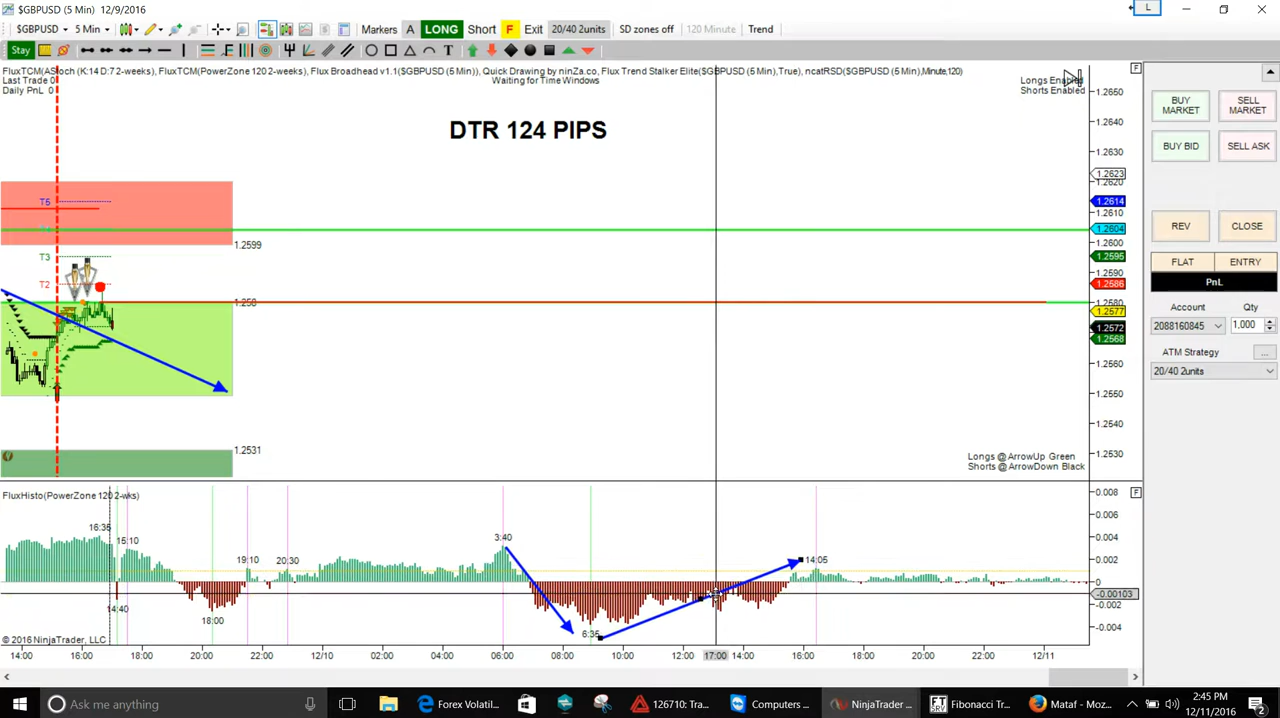 $GBPUSD (5 Min) 12/9/2016
L
$GBPUSD 5 Min Markers A LONG Short F Exit 20/40 2units SD zones off 120 Minute Trend
Stay T
FluxTCM(AStoch (K:14 D:7 2-weeks), FluxTCM(PowerZone 120 2-weeks), Flux Broadhead v1.1($GBPUSD (5 Min)), Quick Drawing by ninZa.co, Flux Trend Stalker Elite($GBPUSD (5 Min),True), ncatRSD($GBPUSD (5 Min),Minute,120)
Last Trade 0
Daily PnL 0
Waiting for Time Windows
Longs Enabled
Shorts Enabled
F
DTR 124 PIPS
1.2650
1.2640
1.2630
1.2623
1.2620
1.2614
1.2610
1.2604
1.2600
1.2595
1.2590
1.2586
1.2580
1.2577
1.2572
1.2568
1.2560
1.2550
1.2540
1.2530
T5
T3
T2
1.2599
1.258
1.2531
Longs @ ArrowUp Green
Shorts @ ArrowDown Black
BUY MARKET
SELL MARKET
BUY BID
SELL ASK
REV
CLOSE
FLAT
ENTRY
PnL
Account
Qty
2088160845
1,000
ATM Strategy
...
20/40 2units
FluxHisto(PowerZone 120 2-wks)
F
16:35
15:10
14:40
18:00
19:10
20:30
3:40
6:35
14:05
0.008
0.006
0.004
0.002
0
-0.00103
-0.002
-0.004
© 2016 NinjaTrader, LLC
14:00 16:00 18:00 20:00 22:00 12/10 02:00 04:00 06:00 08:00 10:00 12:00 17:00 14:00 16:00 18:00 20:00 22:00 12/11
Ask me anything
Forex Volatil...
126710: Tra...
Computers ...
NinjaTrader ...
FT SRV
Fibonacci Tr...
Mataf - Moz...
2:45 PM
12/11/2016
2